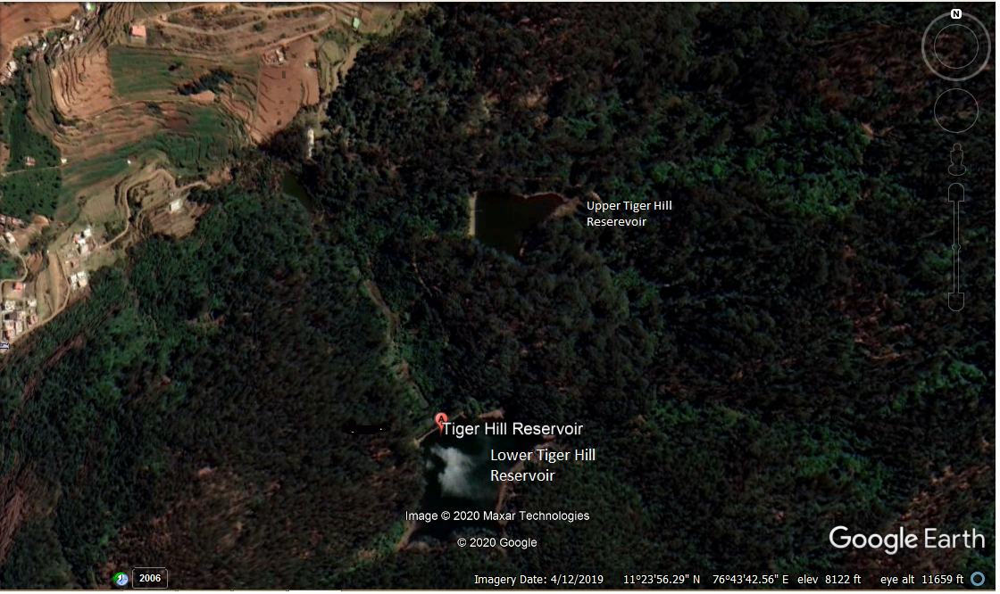 N
Upper Tiger Hill
Reserevoir
A
Tiger Hill Reservoir
Lower Tiger Hill
Reservoir
Image © 2020 Maxar Technologies
© 2020 Google
Google Earth
2006
Imagery Date: 4/12/2019 11°23'56.29" N 76°43'42.56" E elev 8122 ft eye alt 11659 ft